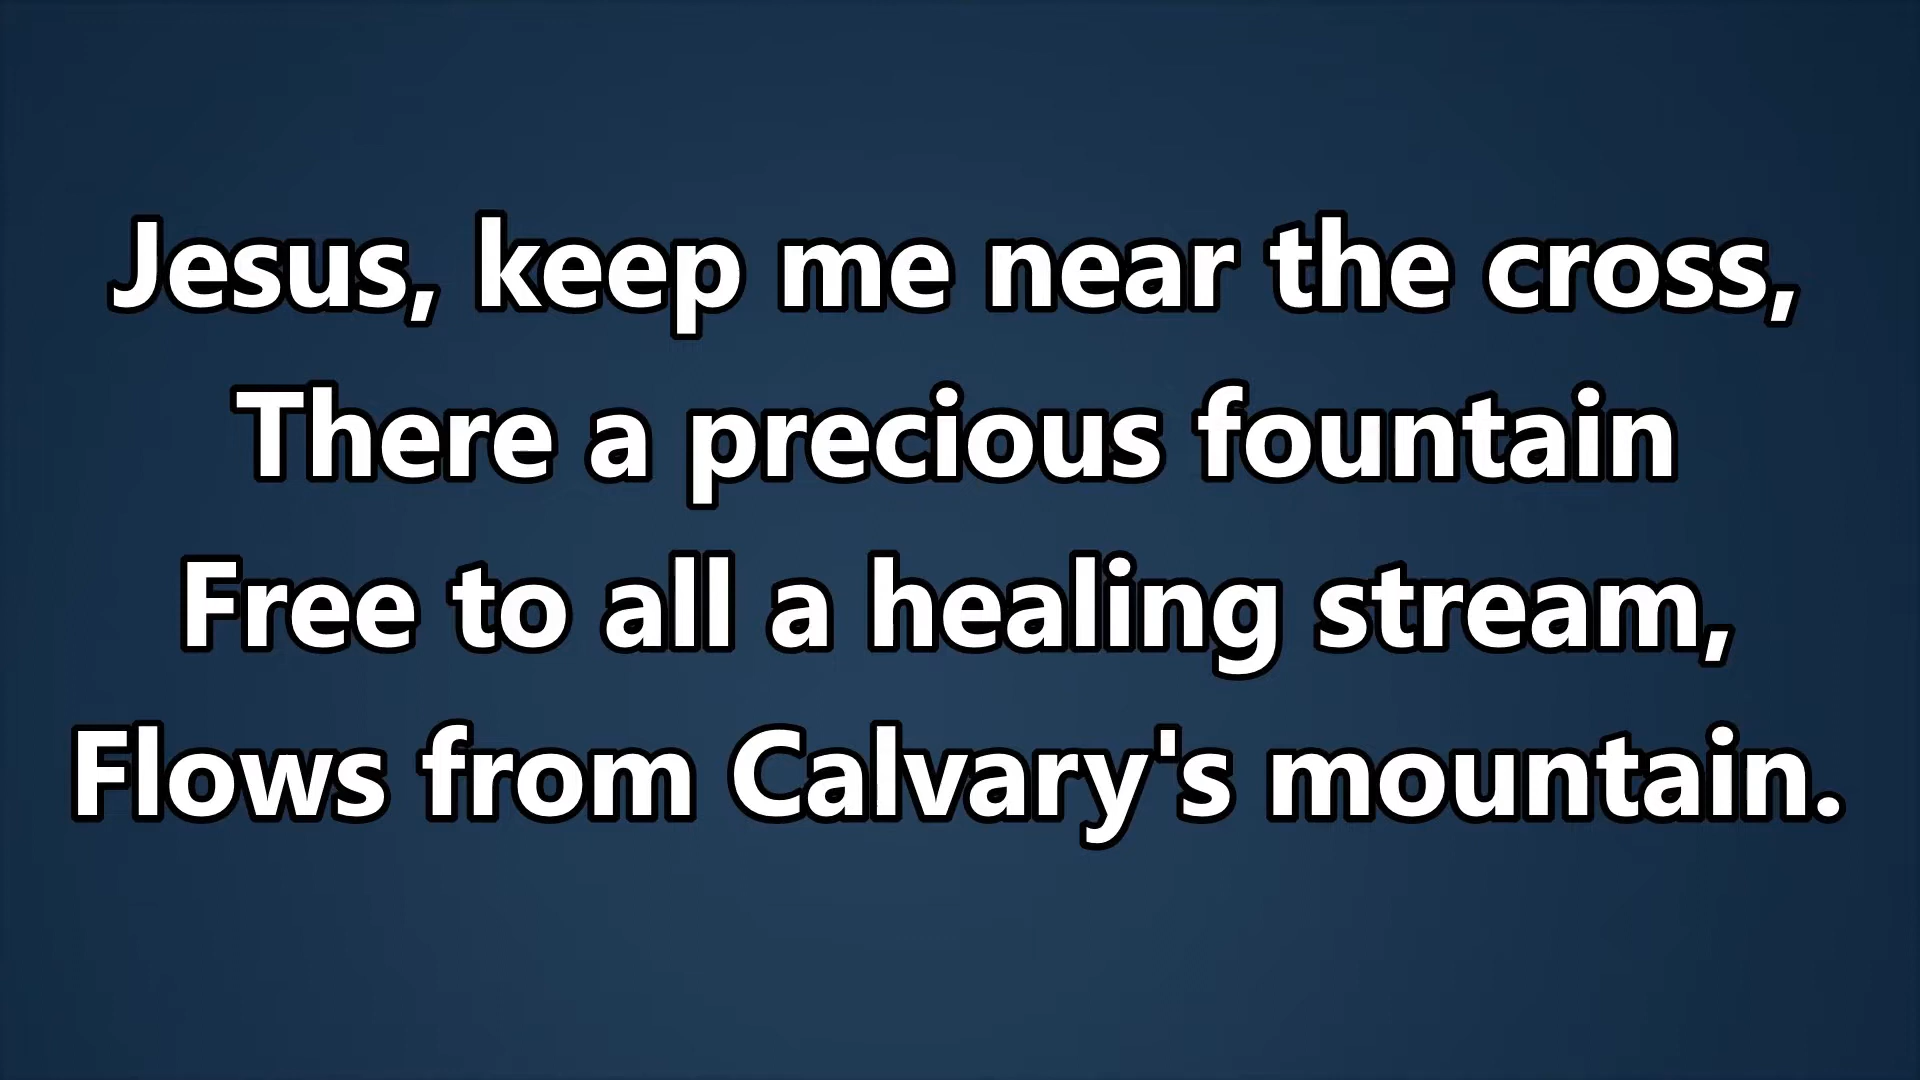 Jesus, keep me near the cross,
There a precious fountain
Free to all a healing stream,
Flows from Calvary's mountain.